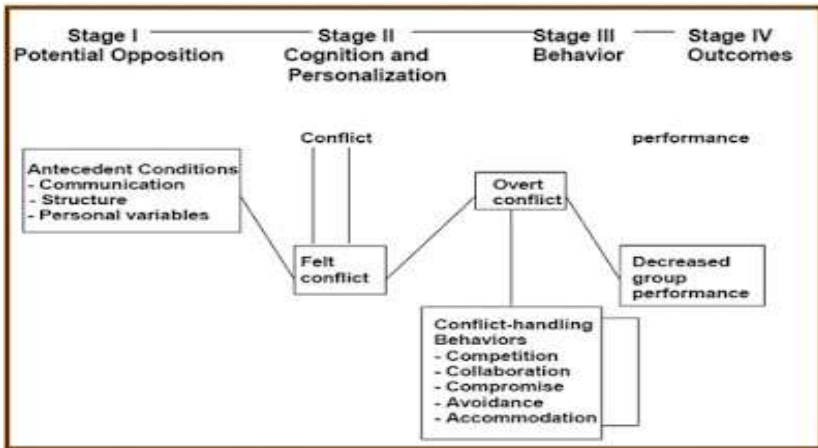 Stage I
Potential Opposition
Stage II
Cognition and
Personalization
Stage III
Behavior
Stage IV
Outcomes
Conflict
performance
Antecedent Conditions
- Communication
- Structure
- Personal variables
Felt
conflict
Overt
conflict
Decreased
group
performance
Conflict-handling
Behaviors
- Competition
- Collaboration
- Compromise
- Avoidance
- Accommodation